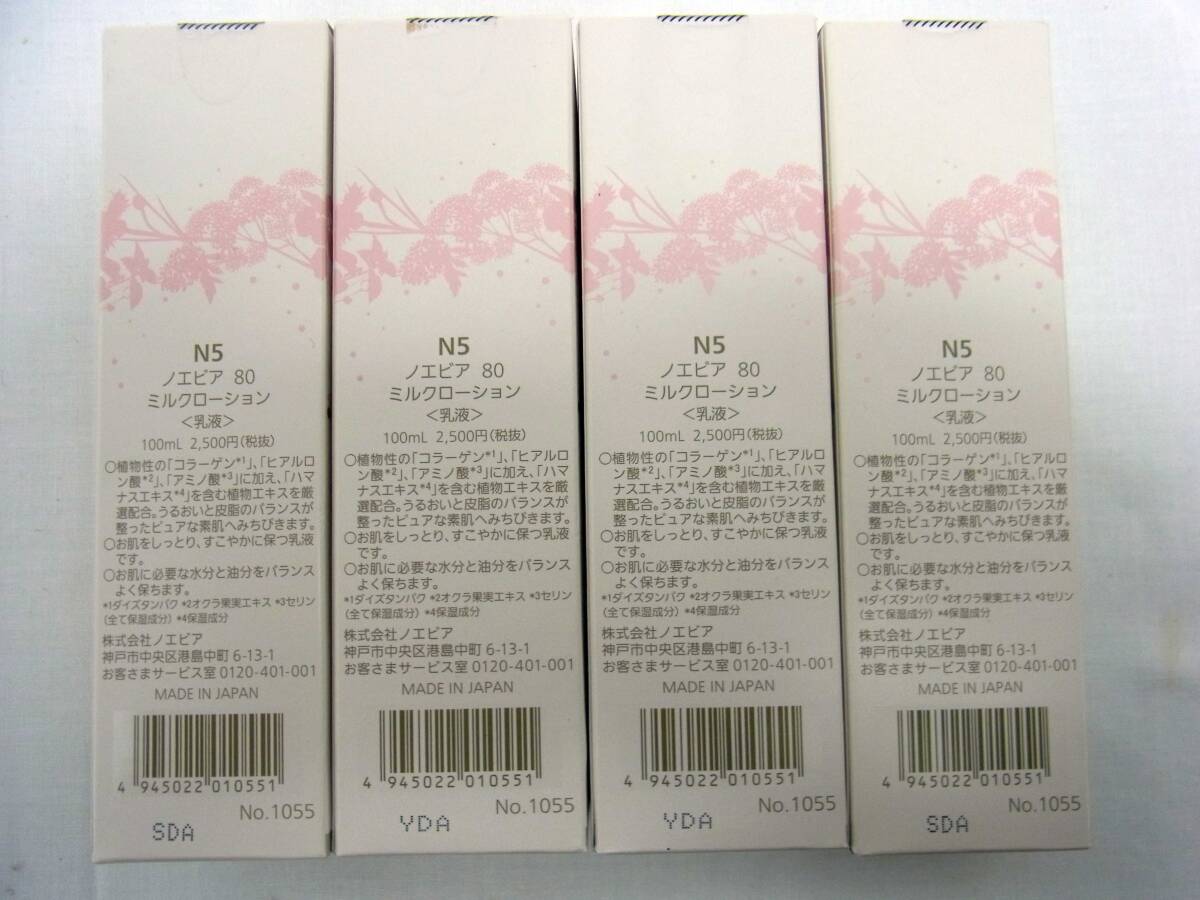 N5
ノエビア 80
ミルクローション
<乳液>
100mL 2,500円(税抜)
○植物性の「コラーゲン*1」、「ヒアルロ
ン酸*2」、「アミノ酸*3」に加え、「ハマ
ナスエキス*4」を含む植物エキスを厳
選配合。うるおいと皮脂のバランスが
整ったピュアな素肌へみちびきます。
○お肌をしっとり、すこやかに保つ乳液
です。
○お肌に必要な水分と油分をバランス
よく保ちます。
*1ダイズタンパク *2オクラ果実エキス *3セリン
(全て保湿成分) *4保湿成分
株式会社ノエビア
神戸市中央区港島中町 6-13-1
お客さまサービス室 0120-401-001
MADE IN JAPAN
4 945022 010551
No.1055
SDA
N5
ノエビア 80
ミルクローション
<乳液>
100mL 2,500円(税抜)
○植物性の「コラーゲン*1」、「ヒアルロ
ン酸*2」、「アミノ酸*3」に加え、「ハマ
ナスエキス*4」を含む植物エキスを厳
選配合。うるおいと皮脂のバランスが
整ったピュアな素肌へみちびきます。
○お肌をしっとり、すこやかに保つ乳液
です。
○お肌に必要な水分と油分をバランス
よく保ちます。
*1ダイズタンパク *2オクラ果実エキス *3セリン
(全て保湿成分) *4保湿成分
株式会社ノエビア
神戸市中央区港島中町 6-13-1
お客さまサービス室 0120-401-001
MADE IN JAPAN
4 945022 010551
No.1055
YDA
N5
ノエビア 80
ミルクローション
<乳液>
100mL 2,500円(税抜)
○植物性の「コラーゲン*1」、「ヒアルロ
ン酸*2」、「アミノ酸*3」に加え、「ハマ
ナスエキス*4」を含む植物エキスを厳
選配合。うるおいと皮脂のバランスが
整ったピュアな素肌へみちびきます。
○お肌をしっとり、すこやかに保つ乳液
です。
○お肌に必要な水分と油分をバランス
よく保ちます。
*1ダイズタンパク *2オクラ果実エキス *3セリン
(全て保湿成分) *4保湿成分
株式会社ノエビア
神戸市中央区港島中町 6-13-1
お客さまサービス室 0120-401-001
MADE IN JAPAN
4 945022 010551
No.1055
YDA
N5
ノエビア 80
ミルクローション
<乳液>
100mL 2,500円(税抜)
○植物性の「コラーゲン*1」、「ヒアルロ
ン酸*2」、「アミノ酸*3」に加え、「ハマ
ナスエキス*4」を含む植物エキスを厳
選配合。うるおいと皮脂のバランスが
整ったピュアな素肌へみちびきます。
○お肌をしっとり、すこやかに保つ乳液
です。
○お肌に必要な水分と油分をバランス
よく保ちます。
*1ダイズタンパク *2オクラ果実エキス *3セリン
(全て保湿成分) *4保湿成分
株式会社ノエビア
神戸市中央区港島中町 6-13-1
お客さまサービス室 0120-401-001
MADE IN JAPAN
4 945022 010551
No.1055
SDA